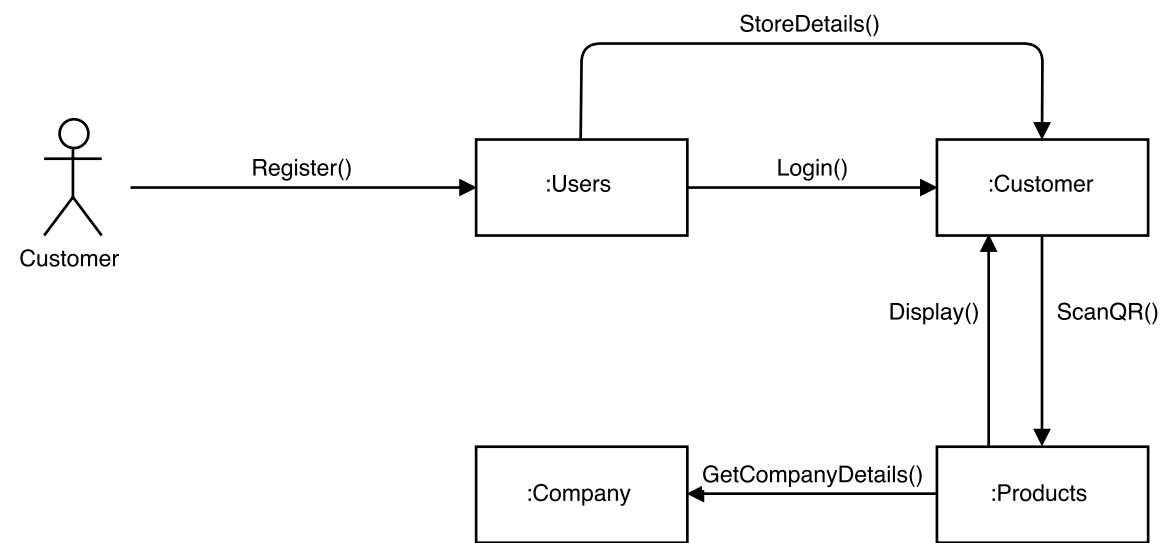 StoreDetails()
Register()
:Users
Login()
:Customer
Customer
Display()
ScanQR()
:Company
GetCompanyDetails()
:Products